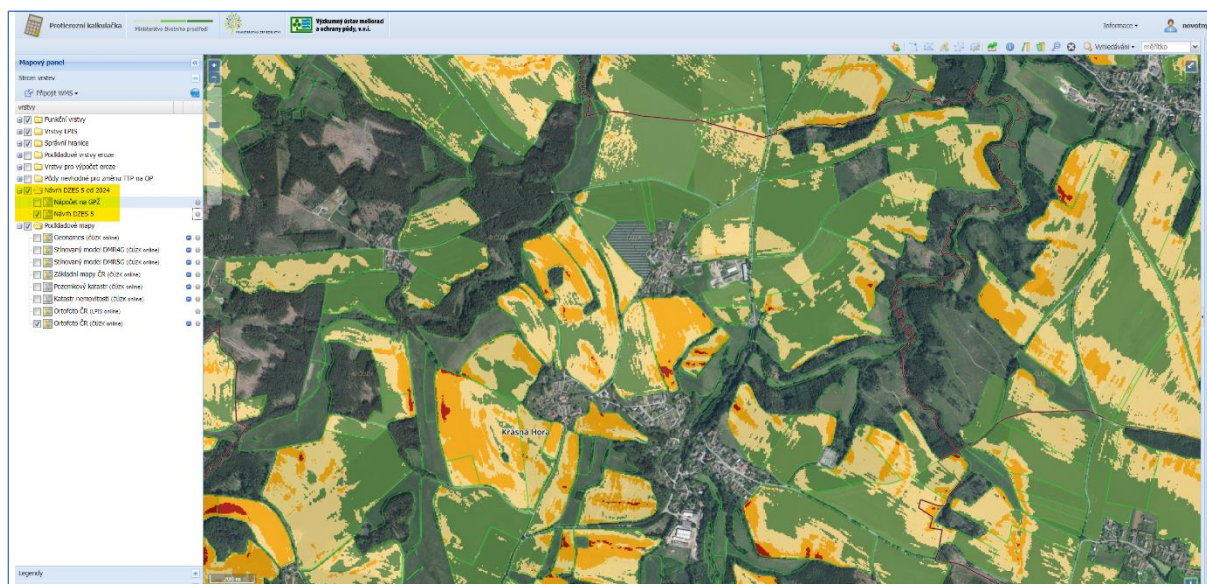 Protierozní kalkulačka
Ministerstvo životního prostředí
Výzkumný ústav meliorací
a ochrany půdy, v.v.i.
Informace
novotny
Mapový panel
Strom vrstev
Připojit WMS
Vyhledávání
měřítko
vrstvy
Funkční vrstvy
Vrstvy LPIS
Správní hranice
Podkladové vrstvy eroze
Vrstvy pro výpočet eroze
Půdy nevhodné pro změnu TTP na OP
Návrh DZES 5 od 2024
Nápočet na GPZ
Návrh DZES 5
Podkladové mapy
Geonames (ČÚZK online)
Stínovaný model DMR4G (ČÚZK online)
Stínovaný model DMR5G (ČÚZK online)
Základní mapy ČR (ČÚZK online)
Pozemkový katastr (ČÚZK online)
Katastr nemovitostí (ČÚZK online)
Ortofoto ČR (LPIS online)
Ortofoto ČR (ČÚZK online)
Krásná Hora
Legendy
200 m